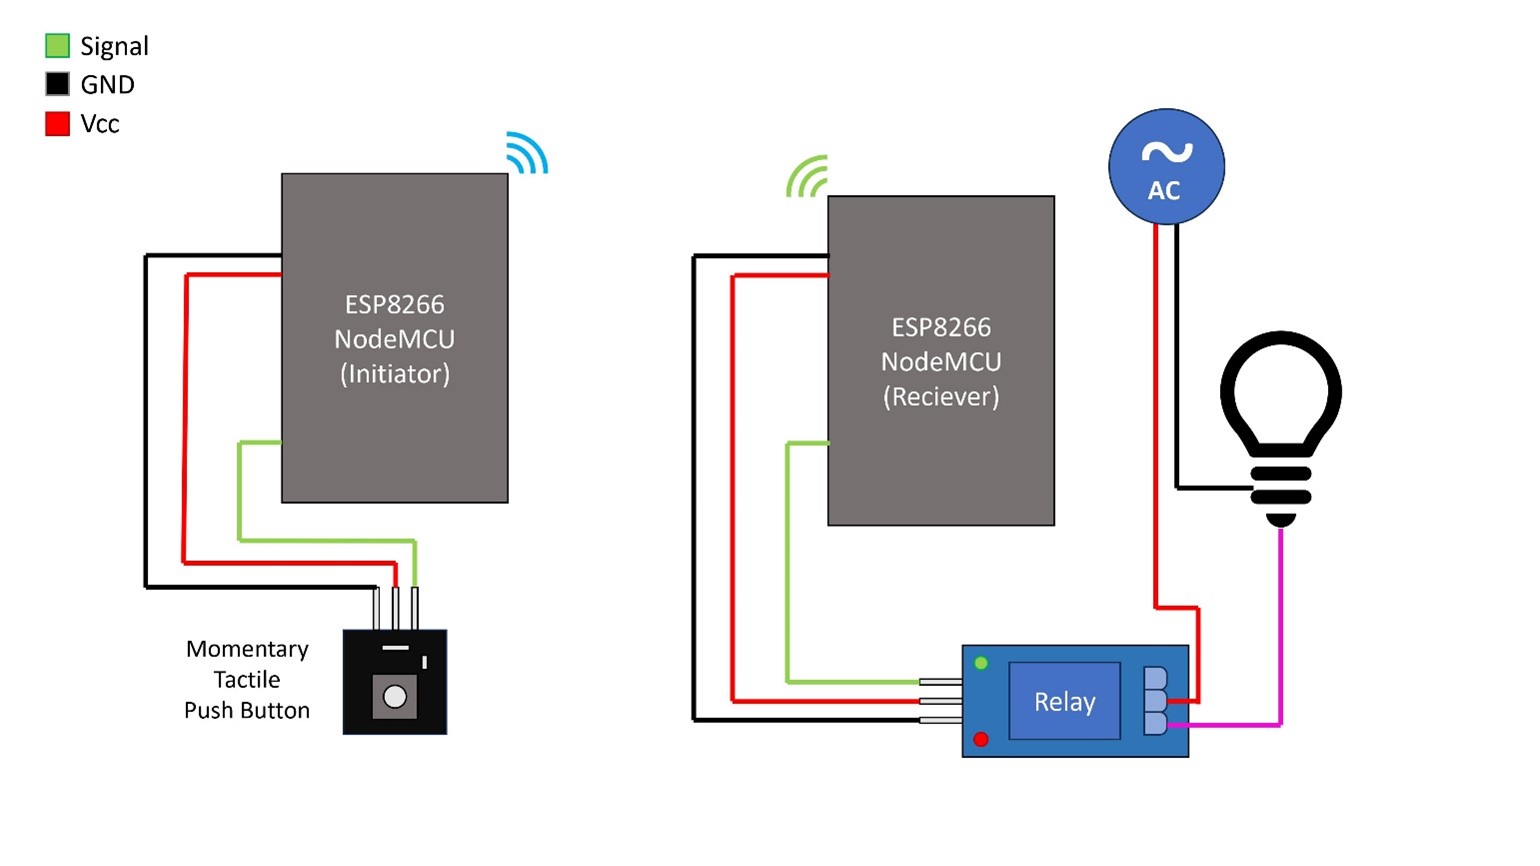 Signal
GND
Vcc
ESP8266
NodeMCU
(Initiator)
Momentary
Tactile
Push Button
ESP8266
NodeMCU
(Reciever)
AC
Relay